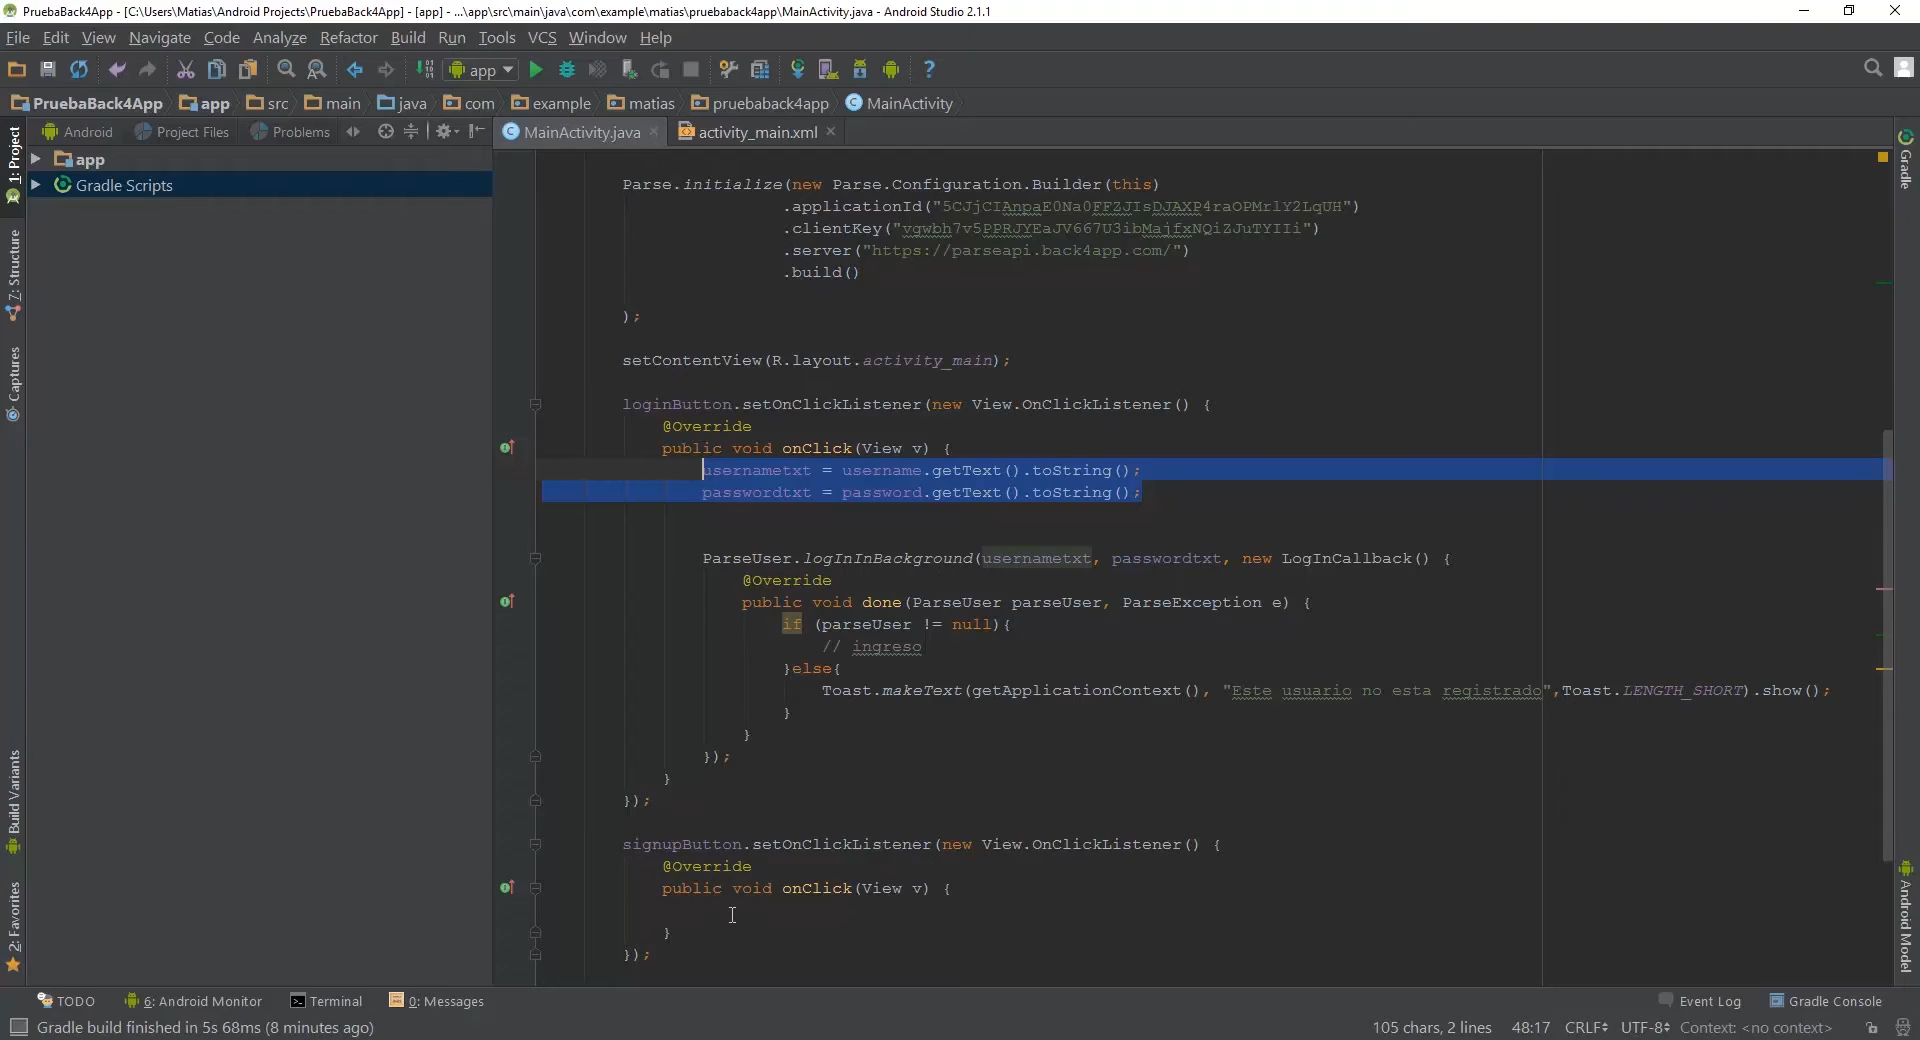 PruebaBack4App - [C:\Users\Matias\Android Projects\PruebaBack4App] - [app] - ...\app\src\main\java\com\example\matias\pruebaback4app\MainActivity.java - Android Studio 2.1.1
File Edit View Navigate Code Analyze Refactor Build Run Tools VCS Window Help
app
PruebaBack4App app src main java com example matias pruebaback4app MainActivity
Android Project Files Problems
MainActivity.java activity_main.xml
1: Project
7: Structure
Captures
Build Variants
2: Favorites
app
Gradle Scripts
Parse.initialize(new Parse.Configuration.Builder(this)
.applicationId("5CJjCIAnpaE0Na0FFZJIsDJAXP4raOPMrlY2LqUH")
.clientKey("vgwbh7v5PPRJYEaJV667U3ibMajfxNQiZJuTYIIi")
.server("https://parseapi.back4app.com/")
.build()
);
setContentView(R.layout.activity_main);
loginButton.setOnClickListener(new View.OnClickListener() {
@Override
public void onClick(View v) {
usernametxt = username.getText().toString();
passwordtxt = password.getText().toString();
ParseUser.logInInBackground(usernametxt, passwordtxt, new LogInCallback() {
@Override
public void done(ParseUser parseUser, ParseException e) {
if (parseUser != null){
// ingreso
}else{
Toast.makeText(getApplicationContext(), "Este usuario no esta registrado",Toast.LENGTH_SHORT).show();
}
}
});
}
});
signupButton.setOnClickListener(new View.OnClickListener() {
@Override
public void onClick(View v) {
}
});
Gradle
Android Model
TODO 6: Android Monitor Terminal 0: Messages Event Log Gradle Console
Gradle build finished in 5s 68ms (8 minutes ago) 105 chars, 2 lines 48:17 CRLF UTF-8 Context: <no context>